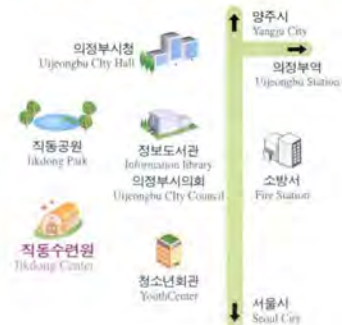 양주시
Yangju City
의정부시청
Uijeongbu City Hall
의정부역
Uijeongbu Station
직동공원
Jikdong Park
정보도서관
Information library
의정부시의회
Uijeongbu City Council
소방서
Fire Station
직동수련원
Jikdong Center
청소년회관
YouthCenter
서울시
Seoul City